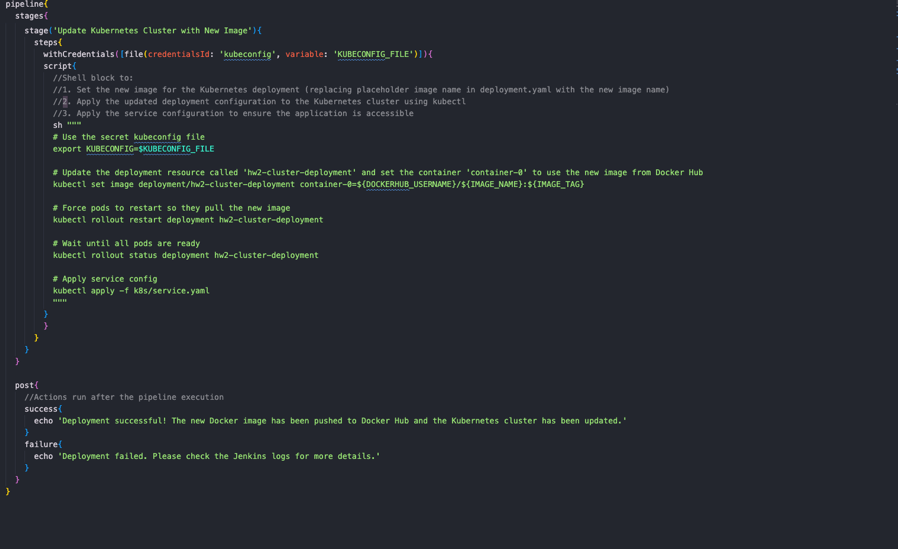 pipeline{
stages{
stage('Update Kubernetes Cluster with New Image'){
steps{
withCredentials([file(credentialsId: 'kubeconfig', variable: 'KUBECONFIG_FILE')]){
script{
//Shell block to:
//1. Set the new image for the Kubernetes deployment (replacing placeholder image name in deployment.yaml with the new image name)
//2. Apply the updated deployment configuration to the Kubernetes cluster using kubectl
//3. Apply the service configuration to ensure the application is accessible
sh """
# Use the secret kubeconfig file
export KUBECONFIG=$KUBECONFIG_FILE
# Update the deployment resource called 'hw2-cluster-deployment' and set the container 'container-0' to use the new image from Docker Hub
kubectl set image deployment/hw2-cluster-deployment container-0=${DOCKERHUB_USERNAME}/${IMAGE_NAME}:${IMAGE_TAG}
# Force pods to restart so they pull the new image
kubectl rollout restart deployment hw2-cluster-deployment
# Wait until all pods are ready
kubectl rollout status deployment hw2-cluster-deployment
# Apply service config
kubectl apply -f k8s/service.yaml
"""
}
}
}
}
}
post{
//Actions run after the pipeline execution
success{
echo 'Deployment successful! The new Docker image has been pushed to Docker Hub and the Kubernetes cluster has been updated.'
}
failure{
echo 'Deployment failed. Please check the Jenkins logs for more details.'
}
}
}